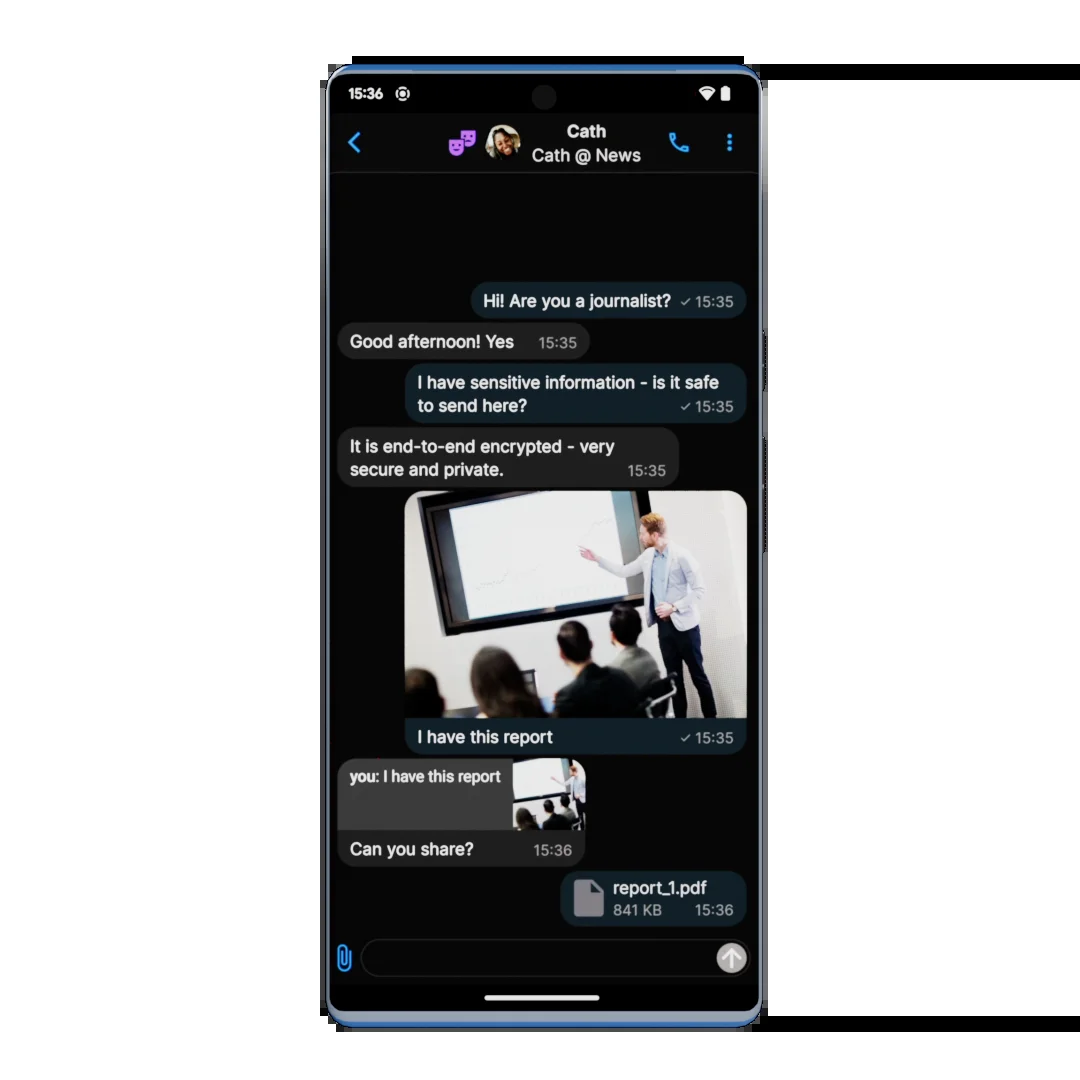 15:36
Cath
Cath @ News
Hi! Are you a journalist? 15:35
Good afternoon! Yes 15:35
I have sensitive information - is it safe
to send here? 15:35
It is end-to-end encrypted - very
secure and private. 15:35
I have this report 15:35
you: I have this report
Can you share? 15:36
report_1.pdf
841 KB 15:36